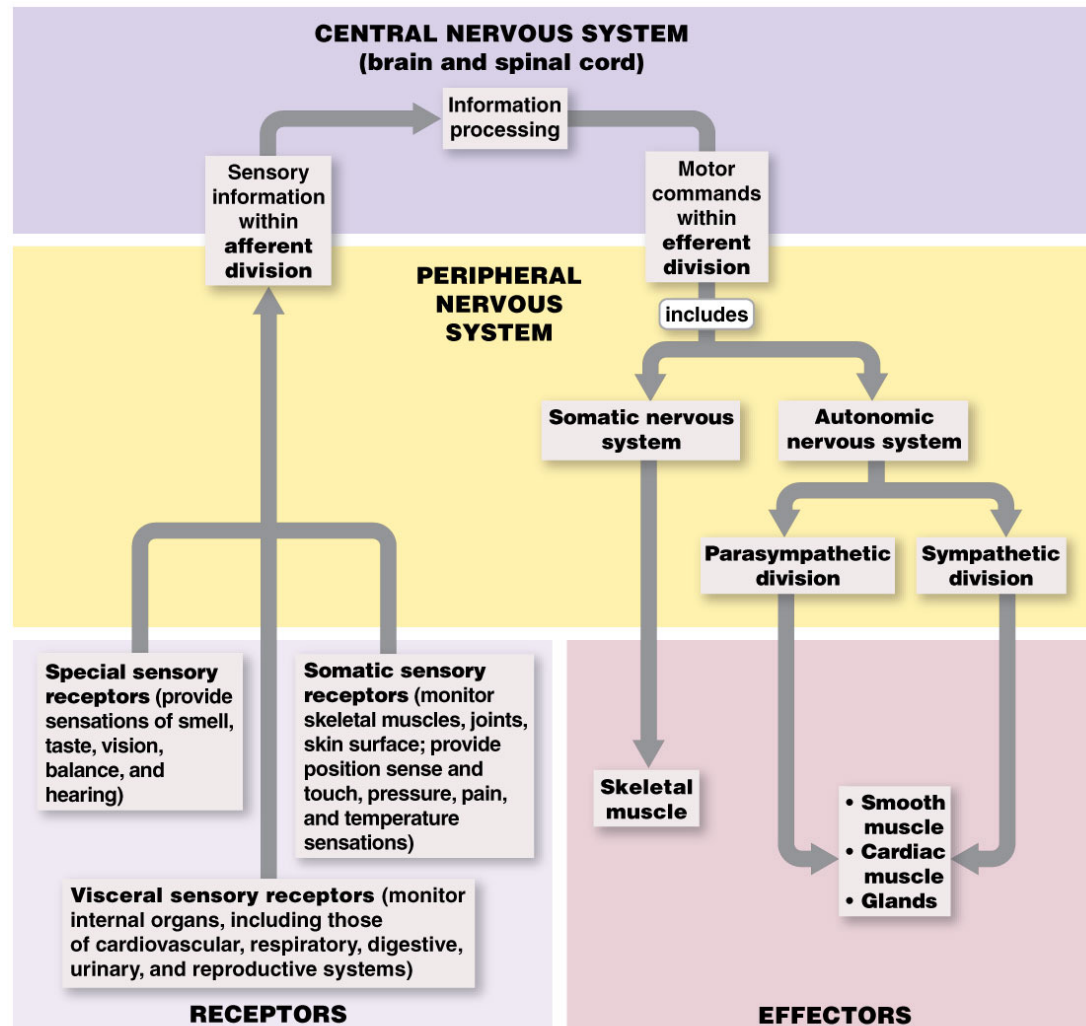 CENTRAL NERVOUS SYSTEM
(brain and spinal cord)
Information
processing
Sensory
information
within
afferent
division
Motor
commands
within
efferent
division
PERIPHERAL
NERVOUS
SYSTEM
includes
Somatic nervous
system
Autonomic
nervous system
Parasympathetic
division
Sympathetic
division
Special sensory
receptors (provide
sensations of smell,
taste, vision,
balance, and
hearing)
Somatic sensory
receptors (monitor
skeletal muscles, joints,
skin surface; provide
position sense and
touch, pressure, pain,
and temperature
sensations)
Visceral sensory receptors (monitor
internal organs, including those
of cardiovascular, respiratory, digestive,
urinary, and reproductive systems)
RECEPTORS
Skeletal
muscle
• Smooth
muscle
• Cardiac
muscle
• Glands
EFFECTORS